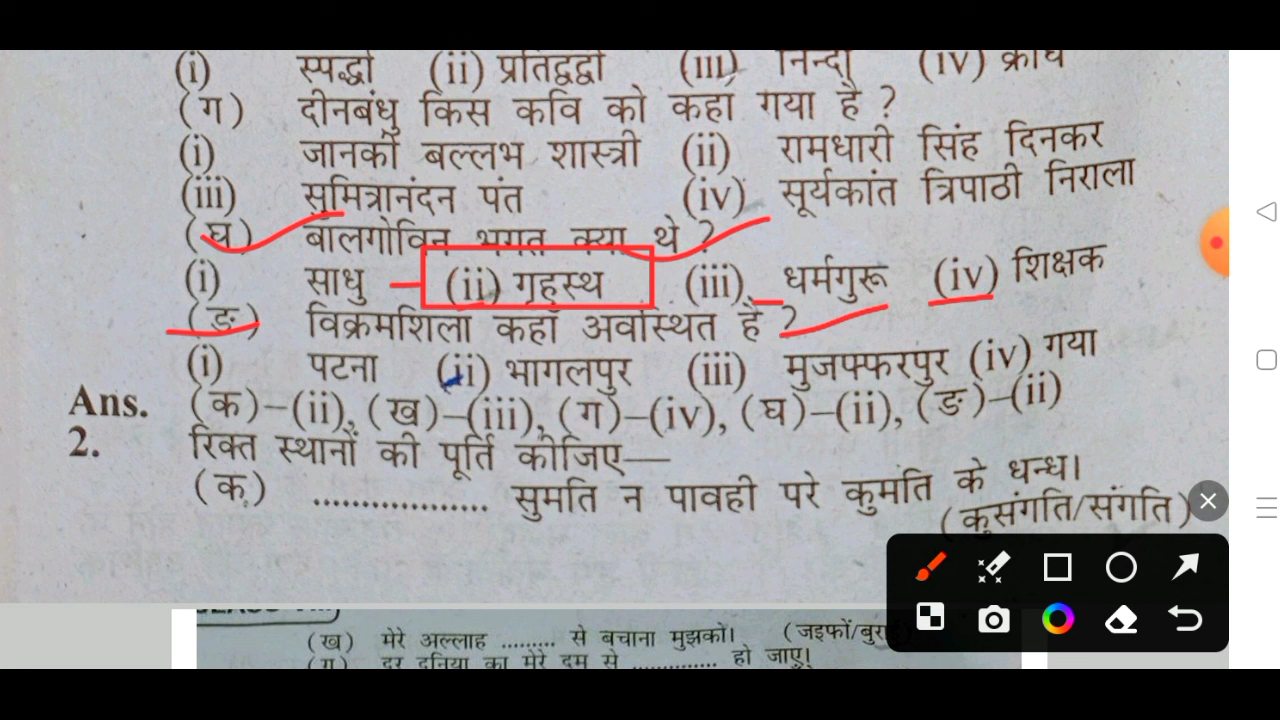 (i) स्पर्द्धा (ii) प्रतिद्वंद्वी (iii) निन्दा (iv) क्रोध
(ग) दीनबंधु किस कवि को कहा गया है ?
(i) जानकी बल्लभ शास्त्री (ii) रामधारी सिंह दिनकर
(iii) सुमित्रानंदन पंत (iv) सूर्यकांत त्रिपाठी निराला
(घ) बालगोबिन भगत क्या थे ?
(i) साधु (ii) गृहस्थ (iii) धर्मगुरू (iv) शिक्षक
(ङ) विक्रमशिला कहाँ अवस्थित है ?
(i) पटना (ii) भागलपुर (iii) मुजफ्फरपुर (iv) गया
Ans. (क)–(ii), (ख)–(iii), (ग)–(iv), (घ)–(ii), (ङ)–(ii)
2. रिक्त स्थानों की पूर्ति कीजिए—
(क) .................. सुमति न पावही परे कुमति के धन्ध।
(कुसंगति/संगति)
(ख) मेरे अल्लाह ......... से बचाना मुझको।
(ग) दूर दुनिया का मेरे दम से ............. हो जाए।